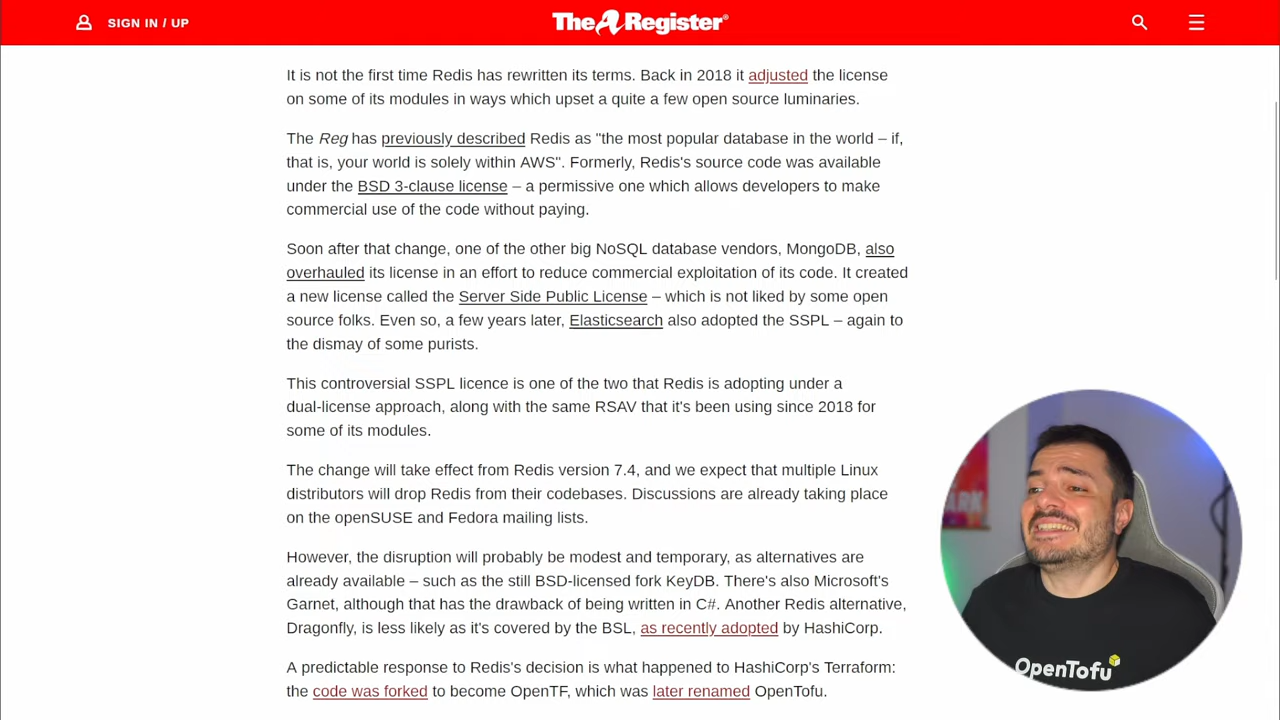 SIGN IN / UP
The Register®
It is not the first time Redis has rewritten its terms. Back in 2018 it adjusted the license
on some of its modules in ways which upset a quite a few open source luminaries.
The Reg has previously described Redis as "the most popular database in the world – if,
that is, your world is solely within AWS". Formerly, Redis's source code was available
under the BSD 3-clause license – a permissive one which allows developers to make
commercial use of the code without paying.
Soon after that change, one of the other big NoSQL database vendors, MongoDB, also
overhauled its license in an effort to reduce commercial exploitation of its code. It created
a new license called the Server Side Public License – which is not liked by some open
source folks. Even so, a few years later, Elasticsearch also adopted the SSPL – again to
the dismay of some purists.
This controversial SSPL licence is one of the two that Redis is adopting under a
dual-license approach, along with the same RSAV that it's been using since 2018 for
some of its modules.
The change will take effect from Redis version 7.4, and we expect that multiple Linux
distributors will drop Redis from their codebases. Discussions are already taking place
on the openSUSE and Fedora mailing lists.
However, the disruption will probably be modest and temporary, as alternatives are
already available – such as the still BSD-licensed fork KeyDB. There's also Microsoft's
Garnet, although that has the drawback of being written in C#. Another Redis alternative,
Dragonfly, is less likely as it's covered by the BSL, as recently adopted by HashiCorp.
A predictable response to Redis's decision is what happened to HashiCorp's Terraform:
the code was forked to become OpenTF, which was later renamed OpenTofu.
OpenTofu